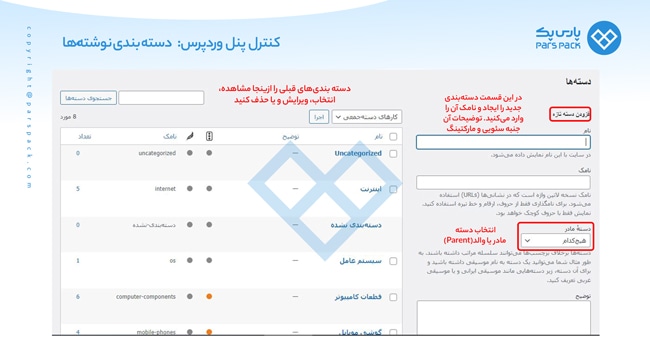 پارس پک
PARS PACK
کنترل پنل وردپرس: دسته‌بندی نوشته‌ها
copyright@parspack.com
دسته‌ها
افزودن دسته تازه
در این قسمت دسته‌بندی
جدید را ایجاد و نامک آن را
وارد می‌کنید. توضیحات آن
جنبه سئویی و مارکتینگ
نام
در سایت با این نام نمایش داده می‌شود.
نامک
نامک نسخه لاتین واژه است که در نشانی‌ها (URLs) استفاده
می‌شود. برای نامگذاری فقط از حروف، ارقام و خط تیره استفاده کنید.
نمایش فقط با حروف کوچک خواهد بود.
دستهٔ مادر
هیچ‌کدام
انتخاب دسته
مادر یا والد(Parent)
دسته‌ها برخلاف برچسب‌ها می‌توانند سلسله مراتب داشته باشند. به
طور مثال شما می‌توانید یک دسته به نام موسیقی داشته باشید و
برای آن دسته، زیر دسته‌هایی مانند موسیقی ایرانی و یا موسیقی
عربی تعریف کنید.
توضیح
دسته بندی‌های قبلی را ازینجا مشاهده،
انتخاب، ویرایش و یا حذف کنید
جستجوی دسته‌ها
کارهای دسته‌جمعی
اجرا
8 مورد
نام توضیح نامک تعداد
Uncategorized — uncategorized 0
اینترنت — internet 5
دسته‌بندی نشده — دسته‌بندی-نشده 0
سیستم عامل — os 1
قطعات کامپیوتر — computer-components 6
گوشی موبایل — mobile-phones 4